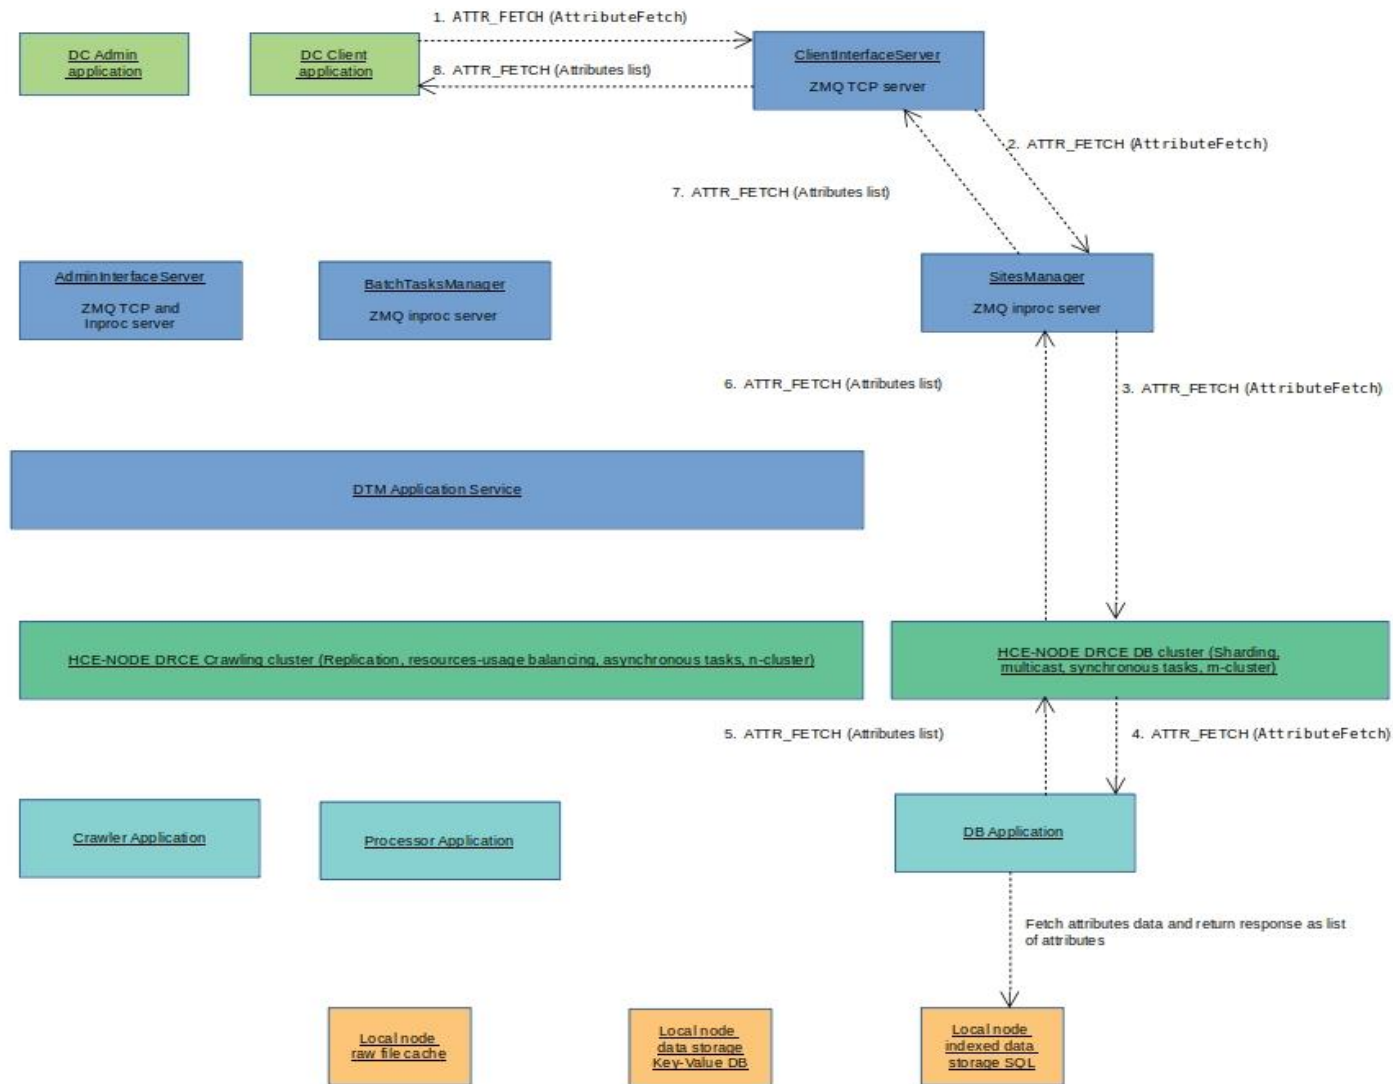 1. ATTR_FETCH (AttributeFetch)
DC Admin
application
DC Client
application
8. ATTR_FETCH (Attributes list)
ClientInterfaceServer
ZMQ TCP server
2. ATTR_FETCH (AttributeFetch)
7. ATTR_FETCH (Attributes list)
AdminInterfaceServer
ZMQ TCP and
Inproc server
BatchTasksManager
ZMQ inproc server
SitesManager
ZMQ inproc server
6. ATTR_FETCH (Attributes list)
3. ATTR_FETCH (AttributeFetch)
DTM Application Service
HCE-NODE DRCE Crawling cluster (Replication, resources-usage balancing, asynchronous tasks, n-cluster)
HCE-NODE DRCE DB cluster (Sharding,
multicast, synchronous tasks, m-cluster)
5. ATTR_FETCH (Attributes list)
4. ATTR_FETCH (AttributeFetch)
Crawler Application
Processor Application
DB Application
Fetch attributes data and return response as list
of attributes
Local node
raw file cache
Local node
data storage
Key-Value DB
Local node
indexed data
storage SQL